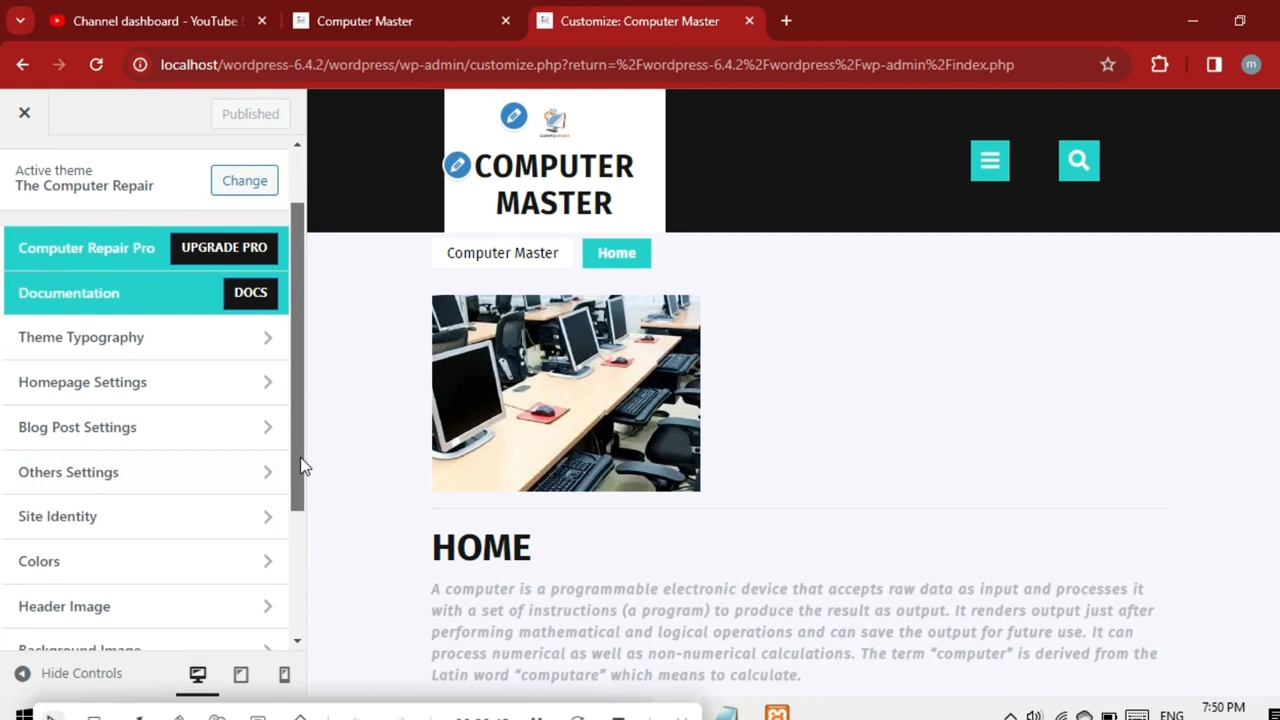 Channel dashboard - YouTube S
Computer Master
Customize: Computer Master
localhost/wordpress-6.4.2/wordpress/wp-admin/customize.php?return=%2Fwordpress-6.4.2%2Fwordpress%2Fwp-admin%2Findex.php
m
Published
Active theme
The Computer Repair
Change
Computer Repair Pro
UPGRADE PRO
Documentation
DOCS
Theme Typography
Homepage Settings
Blog Post Settings
Others Settings
Site Identity
Colors
Header Image
Background Image
Hide Controls
COMPUTER
MASTER
Computer Master
Home
HOME
A computer is a programmable electronic device that accepts raw data as input and processes it
with a set of instructions (a program) to produce the result as output. It renders output just after
performing mathematical and logical operations and can save the output for future use. It can
process numerical as well as non-numerical calculations. The term “computer” is derived from the
Latin word “computare” which means to calculate.
ENG
7:50 PM